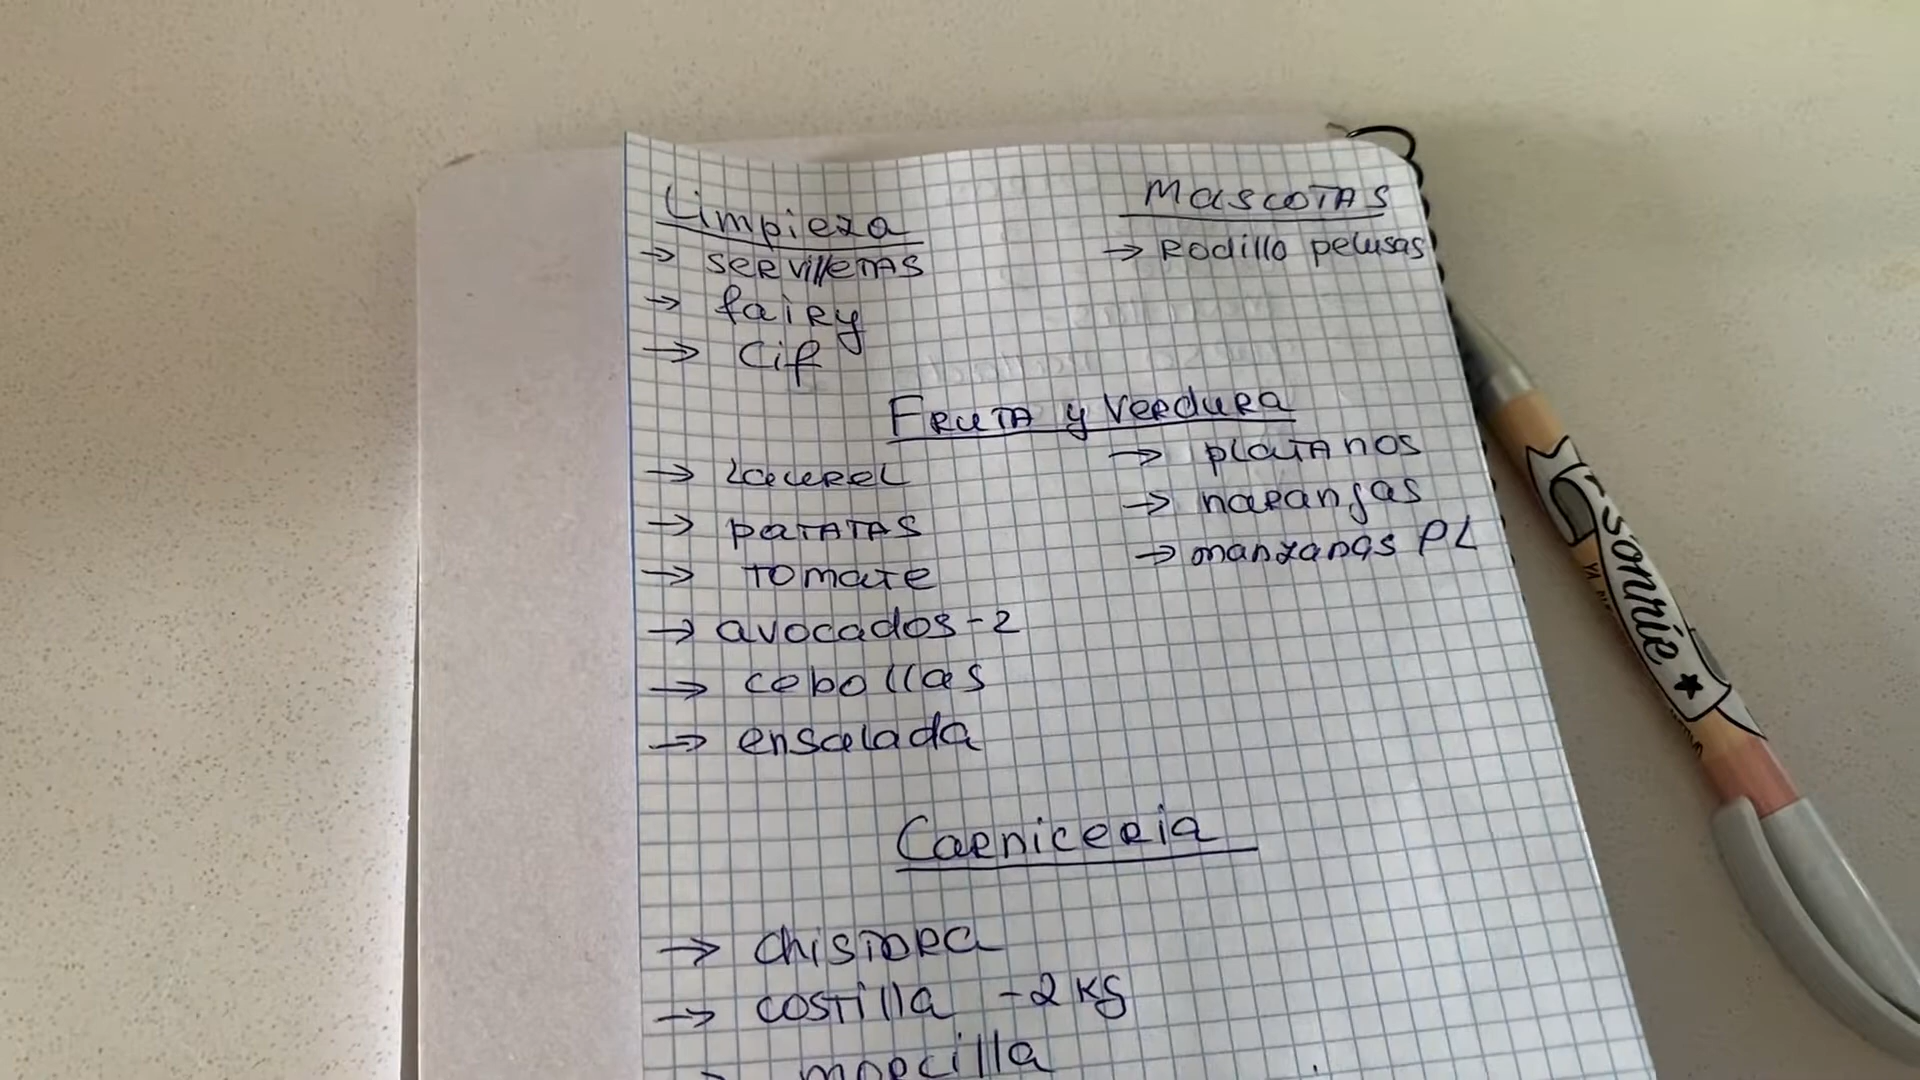 Limpieza
→ servilletas
→ fairy
→ Cif
Mascotas
→ Rodillo pelusas
Fruta y Verdura
→ Laurel
→ patatas
→ Tomate
→ avocados - 2
→ cebollas
→ ensalada
→ platanos
→ naranjas
→ manzanas PL
Carniceria
→ chistora
→ costilla - 2 KG
→ morcilla
sonríe